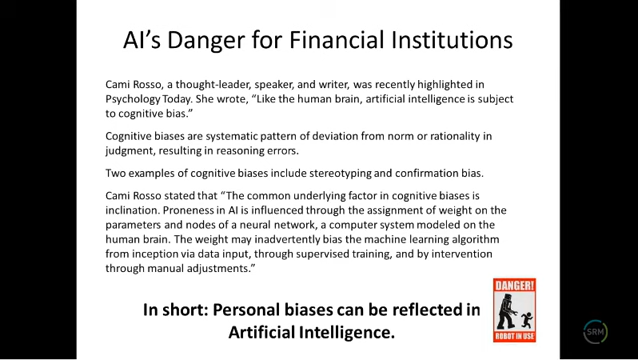 AI's Danger for Financial Institutions
Cami Rosso, a thought-leader, speaker, and writer, was recently highlighted in
Psychology Today. She wrote, "Like the human brain, artificial intelligence is subject
to cognitive bias."
Cognitive biases are systematic pattern of deviation from norm or rationality in
judgment, resulting in reasoning errors.
Two examples of cognitive biases include stereotyping and confirmation bias.
Cami Rosso stated that "The common underlying factor in cognitive biases is
inclination. Proneness in AI is influenced through the assignment of weight on the
parameters and nodes of a neural network, a computer system modeled on the
human brain. The weight may inadvertently bias the machine learning algorithm
from inception via data input, through supervised training, and by intervention
through manual adjustments."
In short: Personal biases can be reflected in
Artificial Intelligence.
DANGER!
ROBOT IN USE
SRM